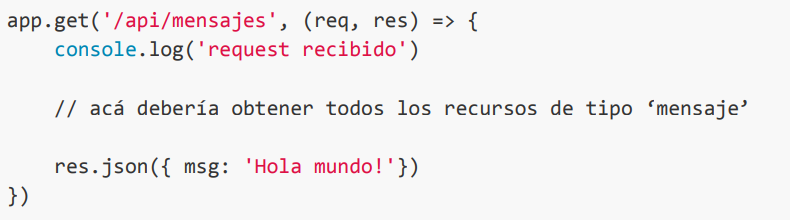 app.get('/api/mensajes', (req, res) => {
    console.log('request recibido')

    // acá debería obtener todos los recursos de tipo ‘mensaje’

    res.json({ msg: 'Hola mundo!'})
})